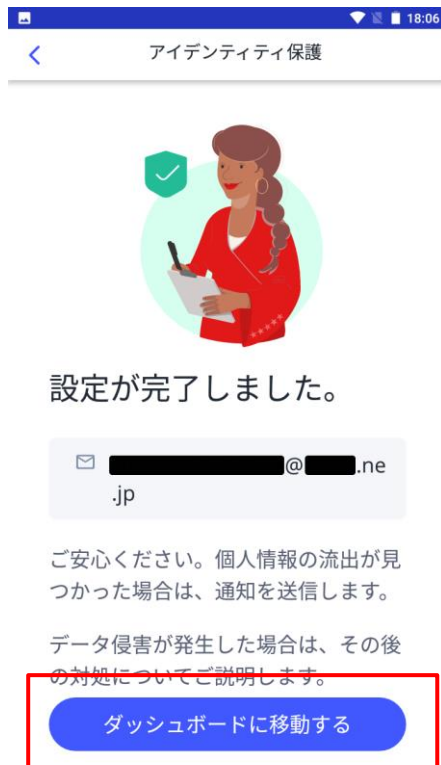 18:06
アイデンティティ保護
設定が完了しました。
@ .ne
.jp
ご安心ください。個人情報の流出が見
つかった場合は、通知を送信します。
データ侵害が発生した場合は、その後
の対処についてご説明します。
ダッシュボードに移動する